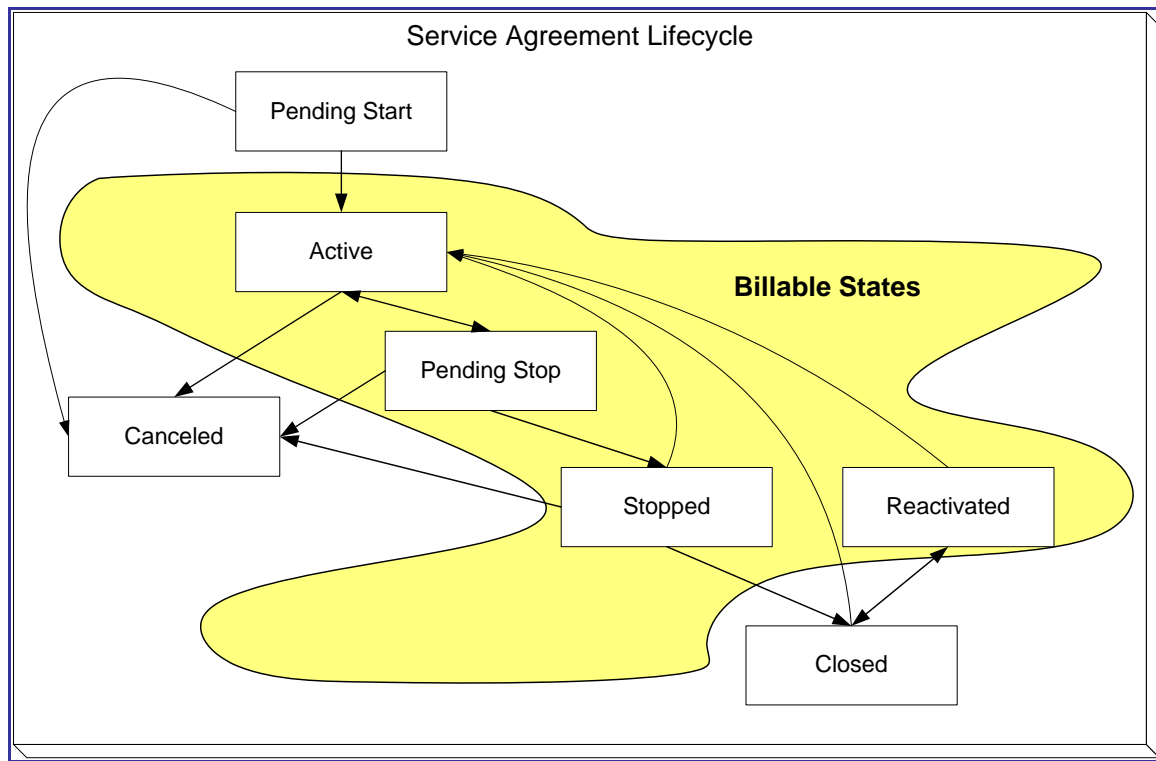 Service Agreement Lifecycle
Pending Start
Active
Billable States
Pending Stop
Canceled
Stopped
Reactivated
Closed